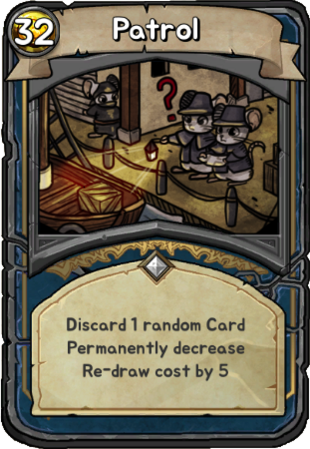 32
Patrol
?
Discard 1 random Card
Permanently decrease
Re-draw cost by 5